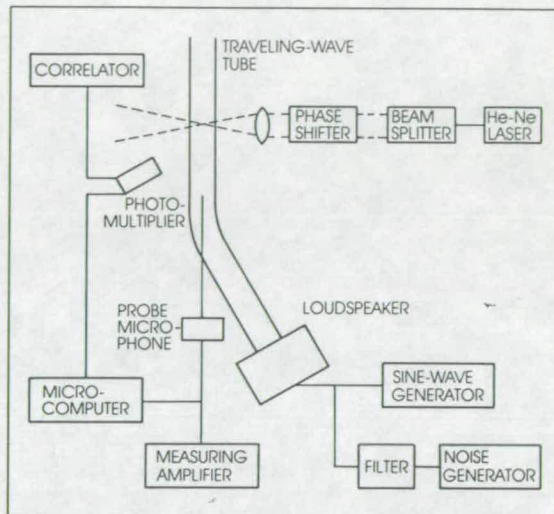 TRAVELING-WAVE
TUBE
CORRELATOR
PHASE
SHIFTER
BEAM
SPLITTER
He-Ne
LASER
PHOTO-
MULTIPLIER
PROBE
MICRO-
PHONE
LOUDSPEAKER
MICRO-
COMPUTER
SINE-WAVE
GENERATOR
MEASURING
AMPLIFIER
FILTER
NOISE
GENERATOR